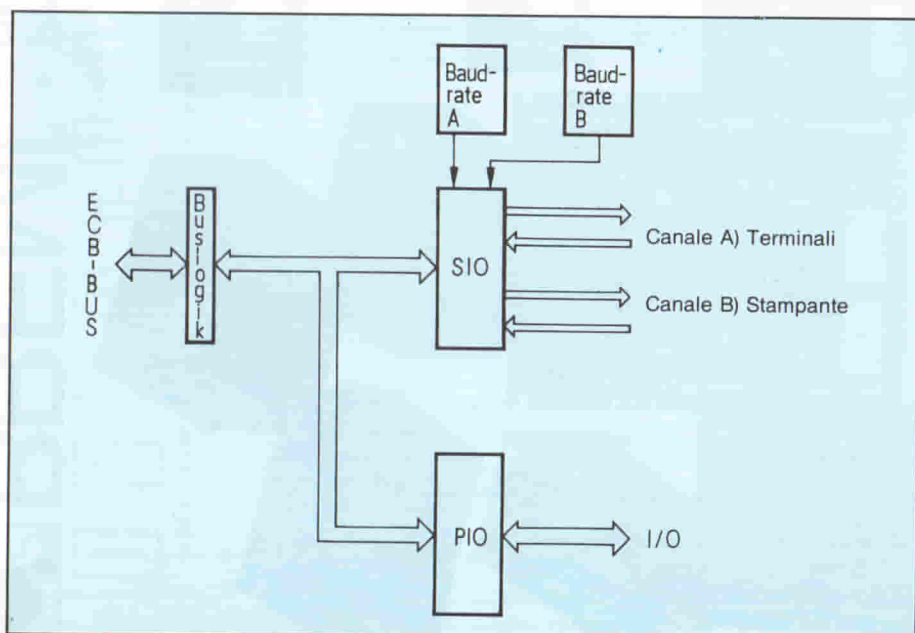 Baud-
rate
A
Baud-
rate
B
ECB-BUS
Buslogik
SIO
Canale A) Terminali
Canale B) Stampante
PIO
I/O